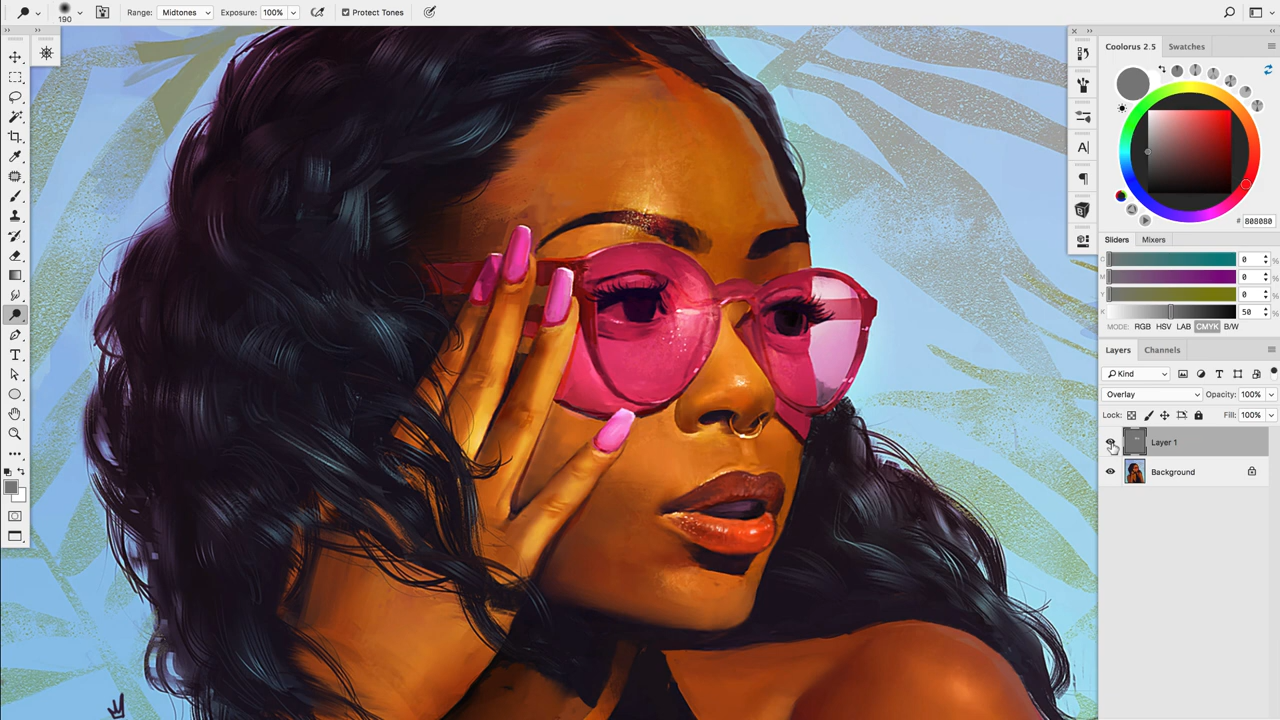 190
Range: Midtones Exposure: 100% Protect Tones
Coolorus 2.5 Swatches
# 808080
Sliders Mixers
C 0 %
M 0 %
Y 0 %
K 50 %
MODE: RGB HSV LAB CMYK B/W
Layers Channels
Kind
Overlay Opacity: 100%
Lock: Fill: 100%
Layer 1
Background